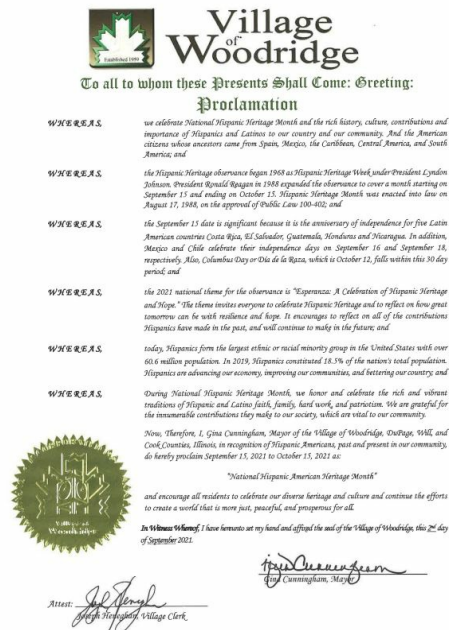 Village
of
Woodridge
Established 1959
To all to whom these Presents Shall Come: Greeting:
Proclamation
WHEREAS, we celebrate National Hispanic Heritage Month and the rich history, culture, contributions and
importance of Hispanics and Latinos to our country and our community. And the American
citizens whose ancestors came from Spain, Mexico, the Caribbean, Central America, and South
America; and
WHEREAS, the Hispanic Heritage observation began 1968 as Hispanic Heritage Week under President Lyndon
Johnson. President Ronald Reagan in 1988 expanded the observance to cover a month starting on
September 15 and ending on October 15. Hispanic Heritage Month was enacted into law on
August 17, 1988, on the approval of Public Law 100-402; and
WHEREAS, the September 15 date is significant because it is the anniversary of independence for five Latin
American countries Costa Rica, El Salvador, Guatemala, Honduras and Nicaragua. In addition,
Mexico and Chile celebrate their independence days on September 16 and September 18,
respectively. Also, Columbus Day or Día de la Raza, which is October 12, falls within this 30 day
period; and
WHEREAS, the 2021 national theme for the observance is "Esperanza: A Celebration of Hispanic Heritage
and Hope." The theme invites everyone to celebrate Hispanic Heritage and to reflect on how great
tomorrow can be with resilience and hope. It encourages to reflect on all of the contributions
Hispanics have made in the past, and will continue to make in the future; and
WHEREAS, today, Hispanics form the largest ethnic or racial minority group in the United States with over
60.6 million population. In 2019, Hispanics constituted 18.5% of the nation's total population.
Hispanics are advancing our economy, improving our communities, and bettering our country; and
WHEREAS, During National Hispanic Heritage Month, we honor and celebrate the rich and vibrant
traditions of Hispanic and Latino faith, family, hard work, and patriotism. We are grateful for
the innumerable contributions they make to our society, which are vital to our community.
Now, Therefore, I, Gina Cunningham, Mayor of the Village of Woodridge, DuPage, Will, and
Cook Counties, Illinois, in recognition of Hispanic Americans, past and present in our community,
do hereby proclaim September 15, 2021 to October 15, 2021 as:
"National Hispanic American Heritage Month"
and encourage all residents to celebrate our diverse heritage and culture and continue the efforts
to create a world that is more just, peaceful, and prosperous for all.
In Witness Whereof, I have hereunto set my hand and affixed the seal of the Village of Woodridge, this 2nd day
of September 2021.
Village of
Woodridge
Gina Cunningham
Gina Cunningham, Mayor
Attest:
Joseph Heneghan, Village Clerk